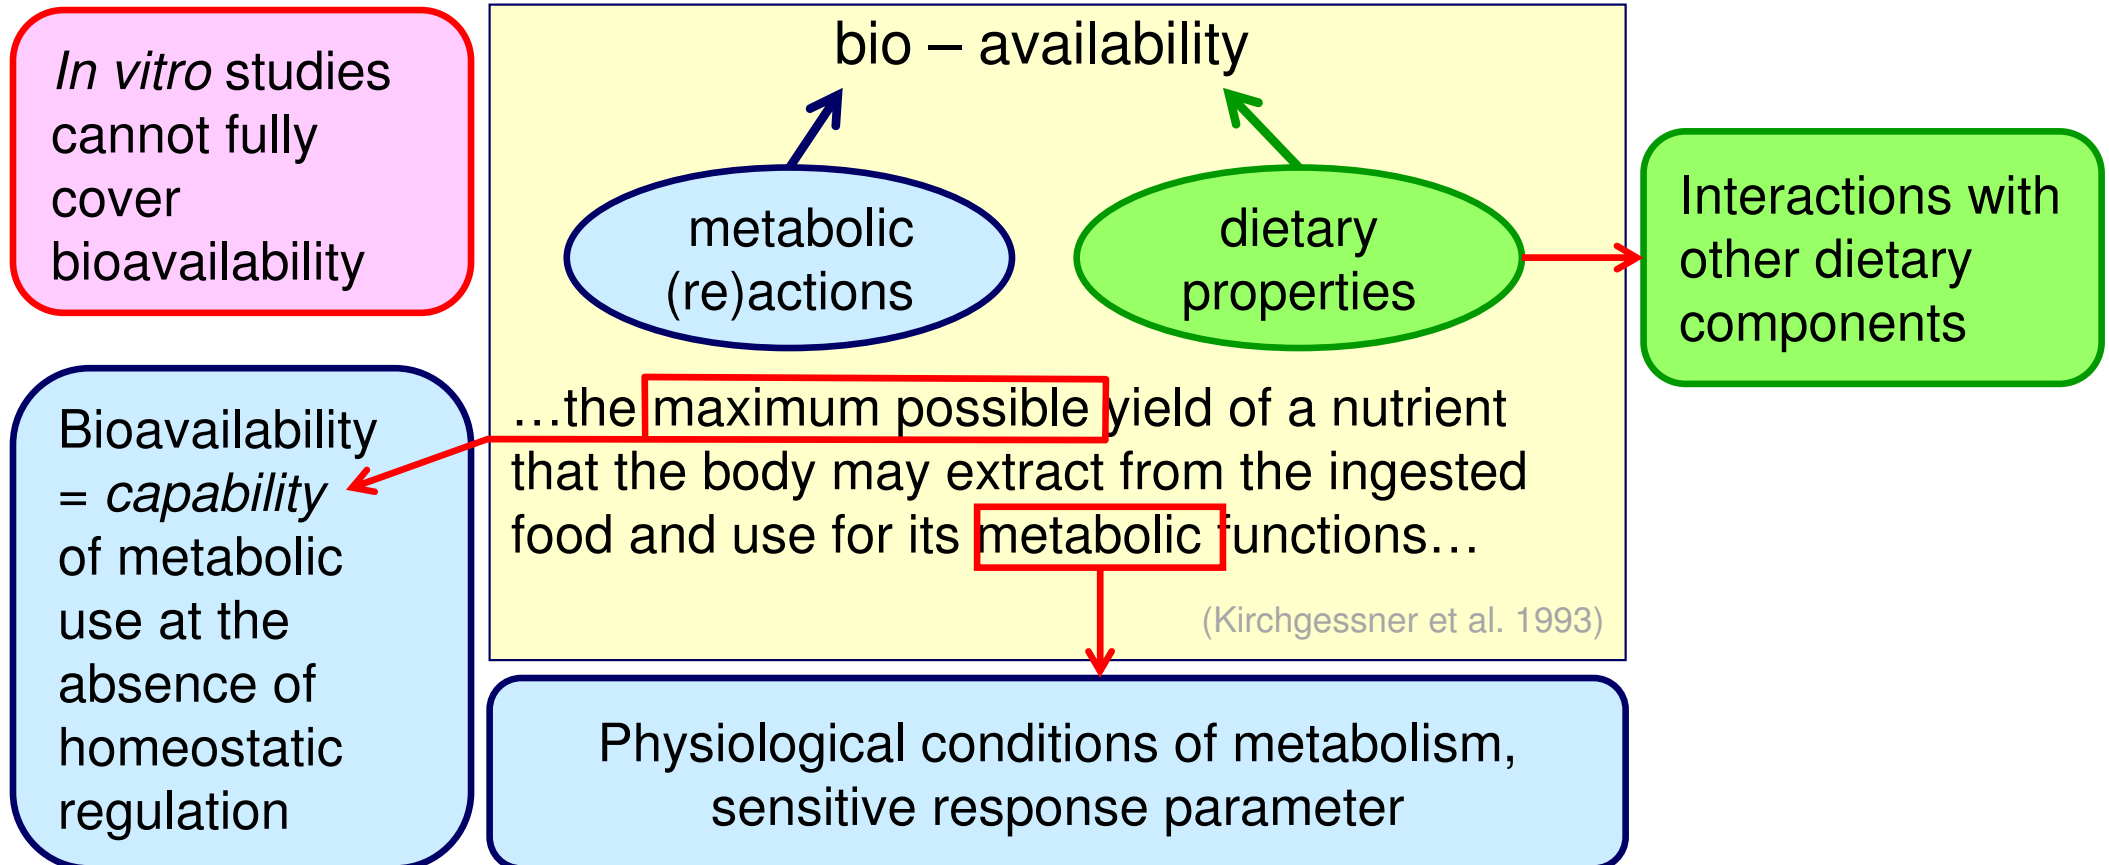 In vitro studies
cannot fully
cover
bioavailability
bio – availability
metabolic
(re)actions
dietary
properties
Interactions with
other dietary
components
…the maximum possible yield of a nutrient
that the body may extract from the ingested
food and use for its metabolic functions…
(Kirchgessner et al. 1993)
Bioavailability
= capability
of metabolic
use at the
absence of
homeostatic
regulation
Physiological conditions of metabolism,
sensitive response parameter